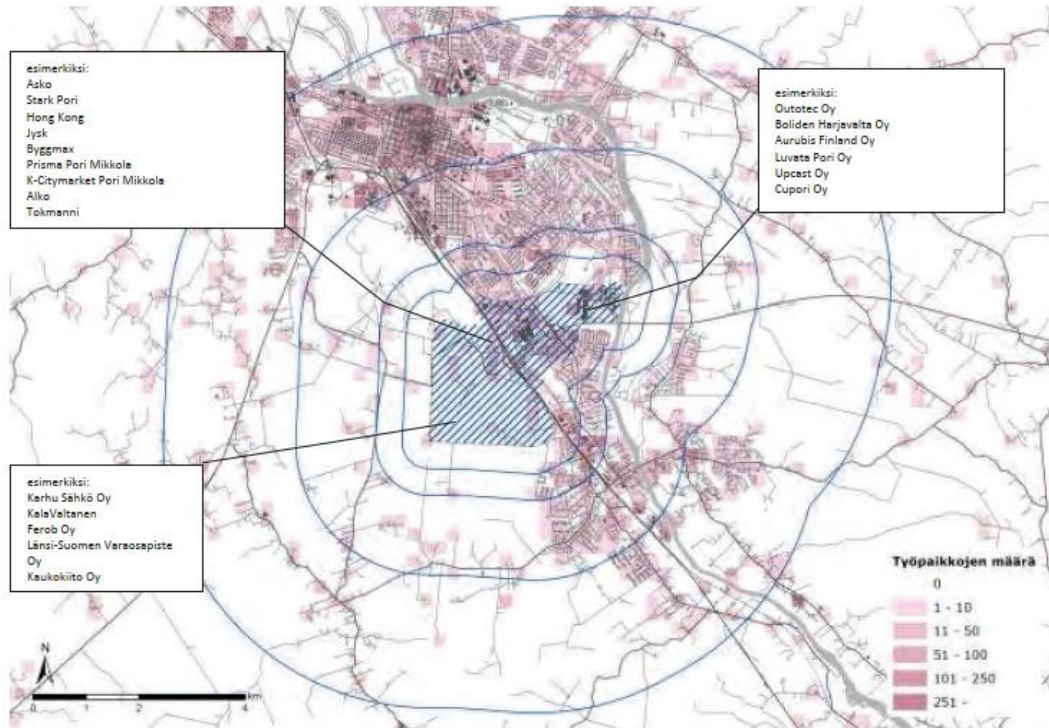 esimerkiksi:
Asko
Stark Pori
Hong Kong
Jysk
Byggmax
Prisma Pori Mikkola
K-Citymarket Pori Mikkola
Alko
Tokmanni
esimerkiksi:
Outotec Oy
Boliden Harjavalta Oy
Aurubis Finland Oy
Luvata Pori Oy
Upcast Oy
Cupori Oy
esimerkiksi:
Karhu Sähkö Oy
KalaValtanen
Ferob Oy
Länsi-Suomen Varaosapiste
Oy
Kaukokiito Oy
Työpaikkojen määrä
0
1 - 10
11 - 50
51 - 100
101 - 250
251 -
N
0 1 2 4
km